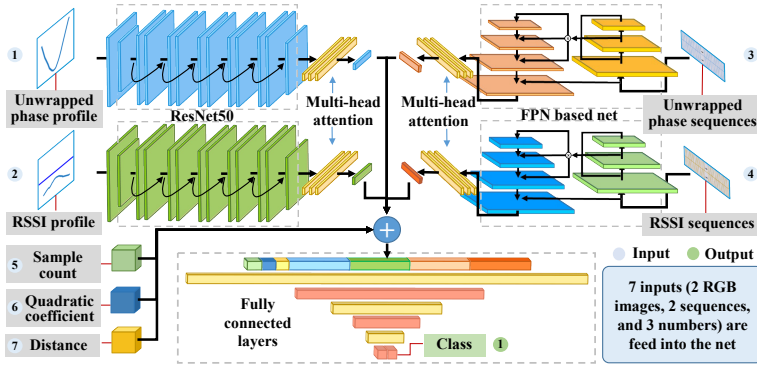 1
Unwrapped
phase profile
ResNet50
Multi-head
attention
Multi-head
attention
FPN based net
3
Unwrapped
phase sequences
2
RSSI profile
4
RSSI sequences
+
5
Sample
count
6
Quadratic
coefficient
7
Distance
Fully
connected
layers
Class
1
Input
Output
7 inputs (2 RGB
images, 2 sequences,
and 3 numbers) are
feed into the net